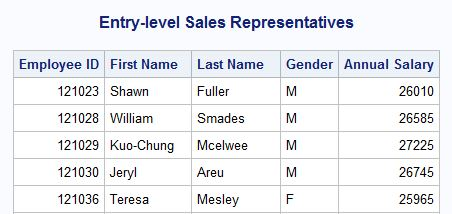 Entry-level Sales Representatives
Employee ID First Name Last Name Gender Annual Salary
121023 Shawn Fuller M 26010
121028 William Smades M 26585
121029 Kuo-Chung Mcelwee M 27225
121030 Jeryl Areu M 26745
121036 Teresa Mesley F 25965